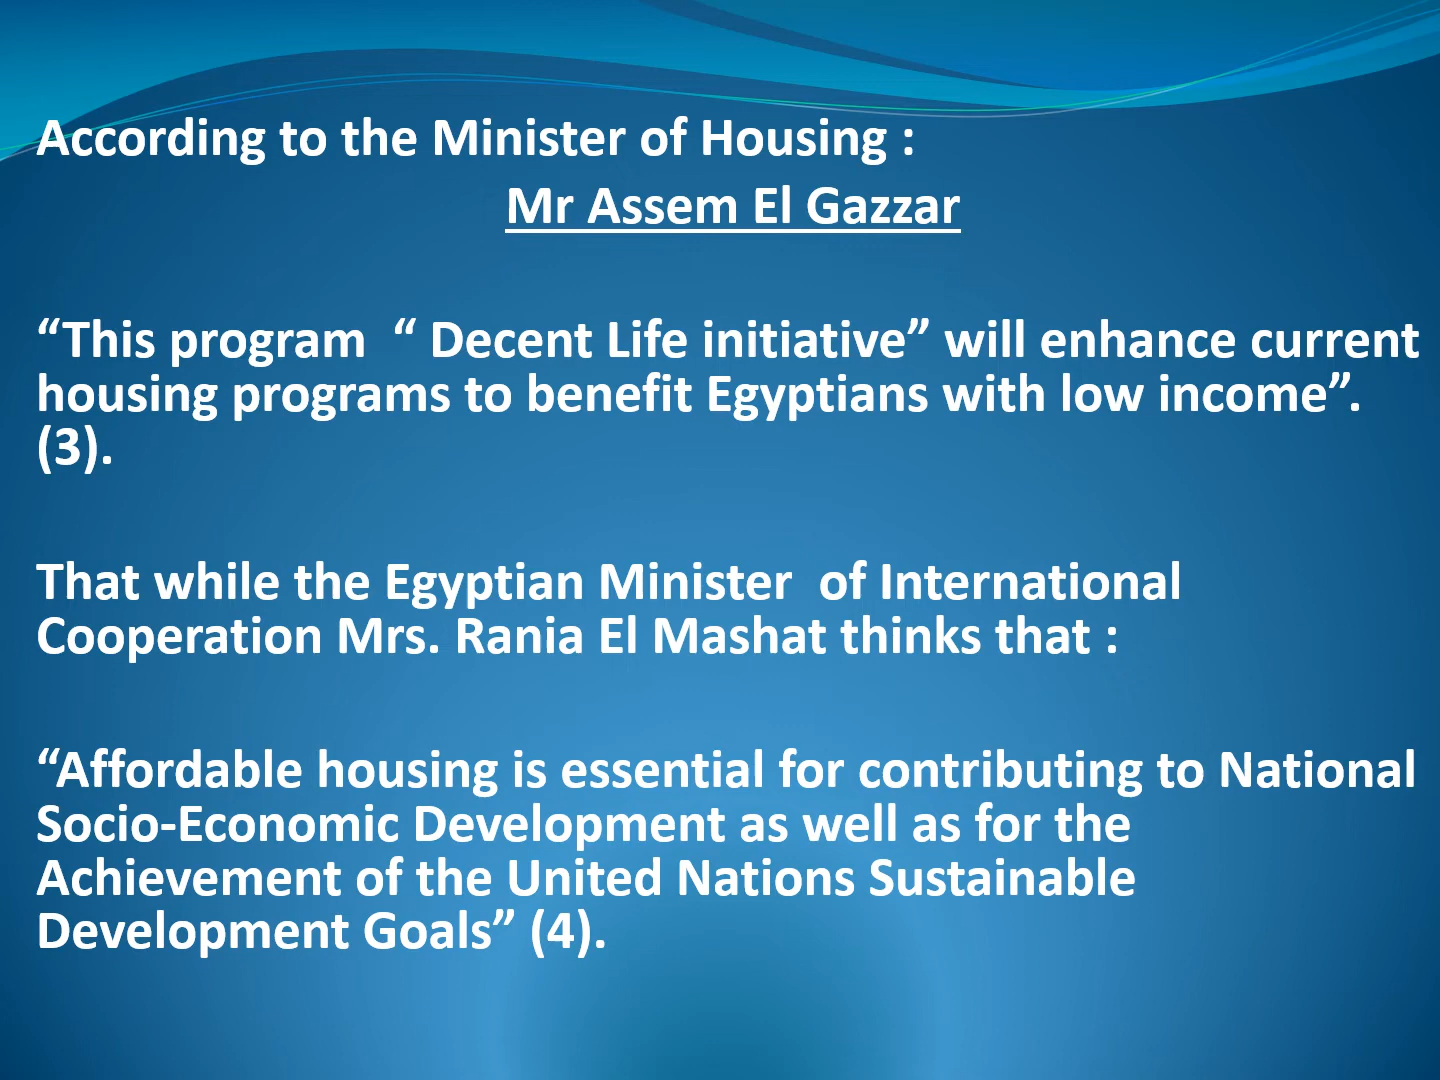 According to the Minister of Housing :
Mr Assem El Gazzar
“This program  “ Decent Life initiative” will enhance current
housing programs to benefit Egyptians with low income”.
(3).
That while the Egyptian Minister  of International
Cooperation Mrs. Rania El Mashat thinks that :
“Affordable housing is essential for contributing to National
Socio-Economic Development as well as for the
Achievement of the United Nations Sustainable
Development Goals” (4).